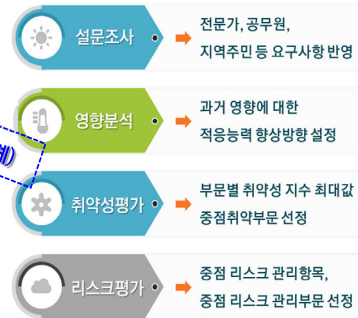 설문조사
전문가, 공무원,
지역주민 등 요구사항 반영
영향분석
과거 영향에 대한
적응능력 향상방향 설정
취약성평가
부문별 취약성 지수 최대값
중점취약부문 선정
리스크평가
중점 리스크 관리항목,
중점 리스크 관리부문 선정